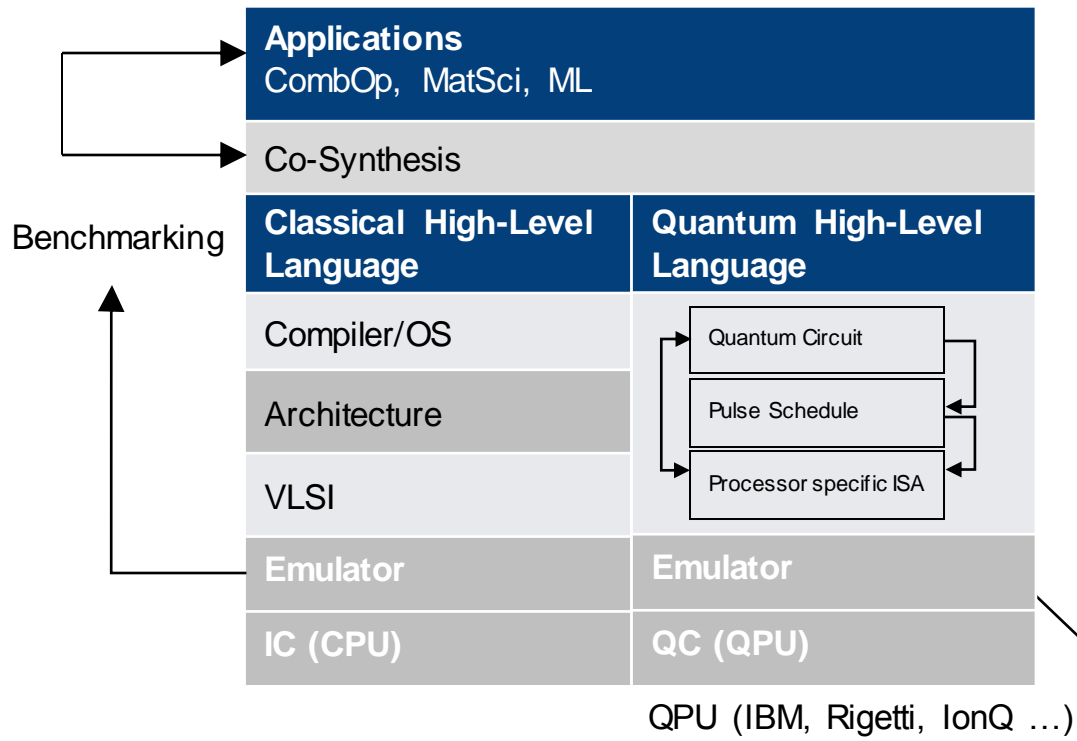 Applications
CombOp, MatSci, ML
Co-Synthesis
Benchmarking
Classical High-Level
Language
Quantum High-Level
Language
Compiler/OS
Architecture
VLSI
Quantum Circuit
Pulse Schedule
Processor specific ISA
Emulator
Emulator
IC (CPU)
QC (QPU)
QPU (IBM, Rigetti, IonQ …)